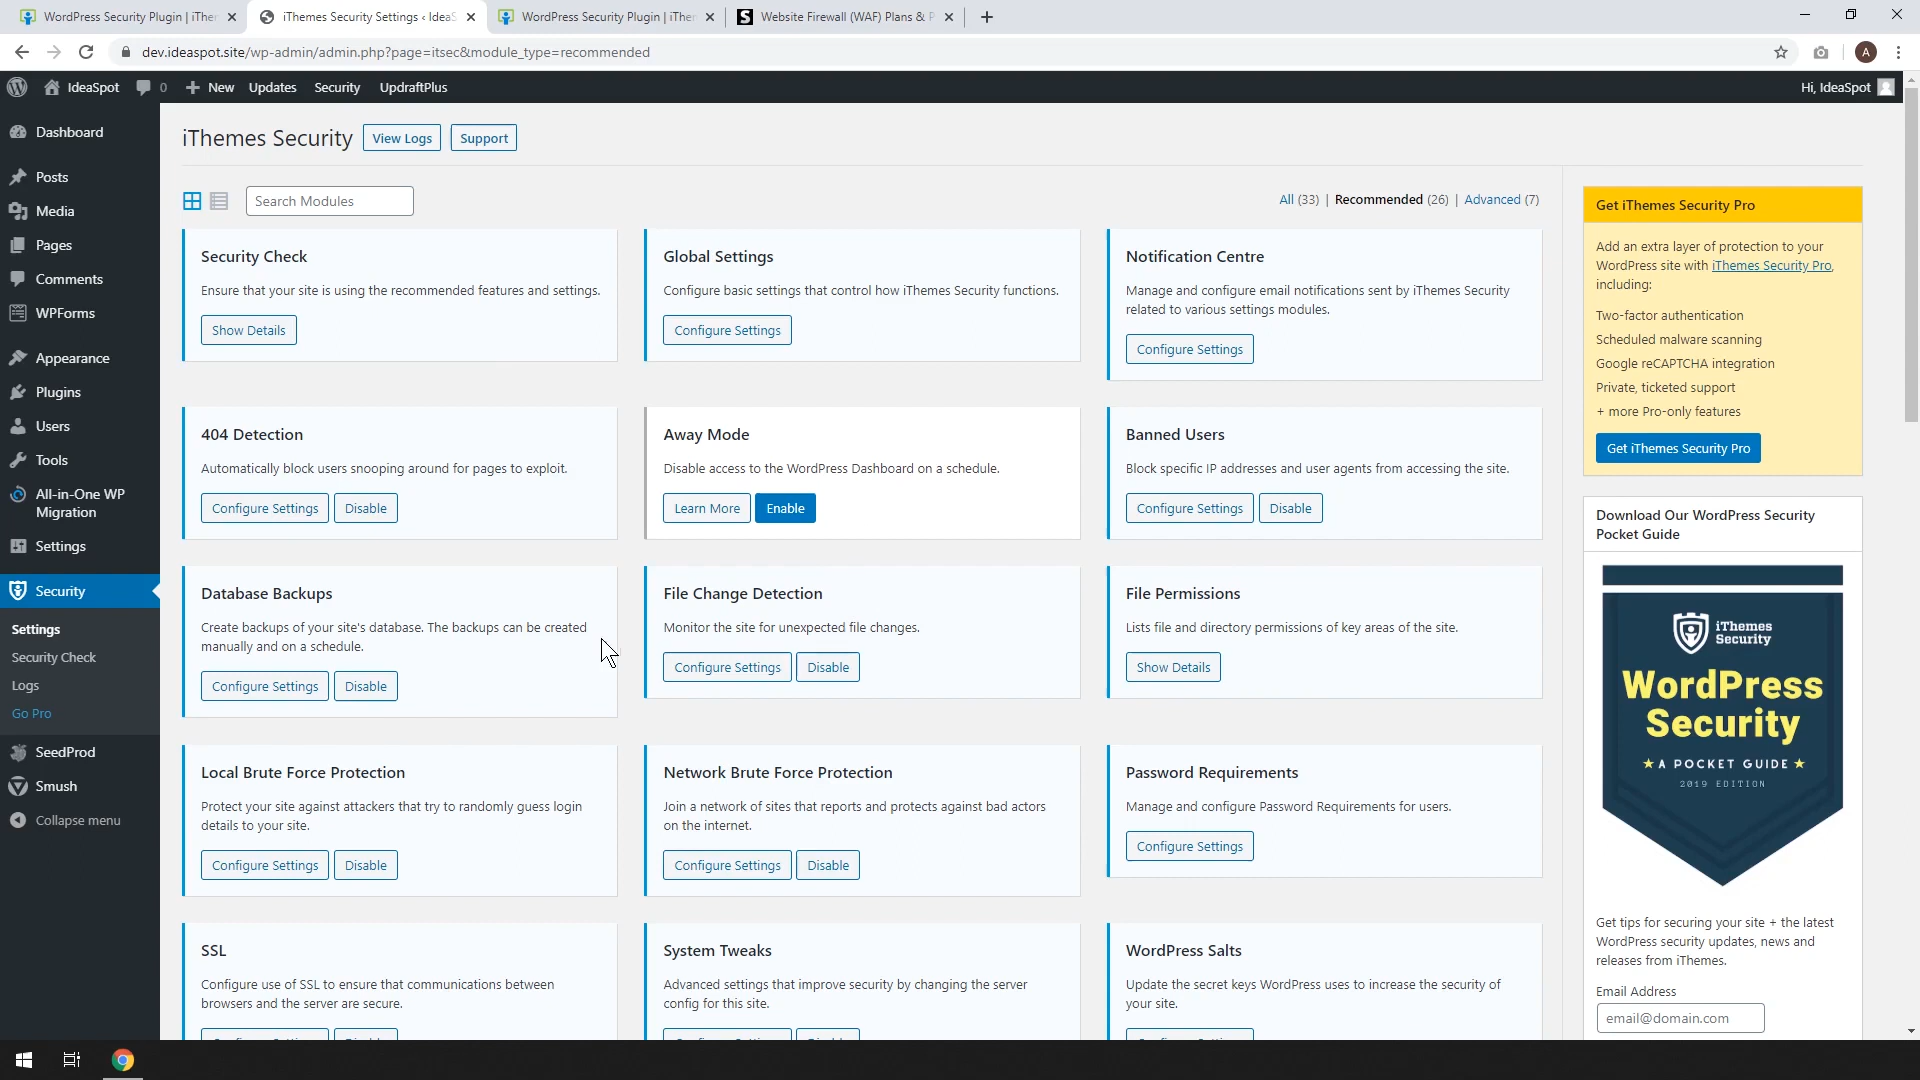 WordPress Security Plugin | iTher
iThemes Security Settings ‹ IdeaS
WordPress Security Plugin | iTher
Website Firewall (WAF) Plans & P
dev.ideaspot.site/wp-admin/admin.php?page=itsec&module_type=recommended
A
IdeaSpot
0
New
Updates
Security
UpdraftPlus
Hi, IdeaSpot
Dashboard
Posts
Media
Pages
Comments
WPForms
Appearance
Plugins
Users
Tools
All-in-One WP
Migration
Settings
Security
Settings
Security Check
Logs
Go Pro
SeedProd
Smush
Collapse menu
iThemes Security
View Logs
Support
Search Modules
All (33) | Recommended (26) | Advanced (7)
Security Check
Ensure that your site is using the recommended features and settings.
Show Details
Global Settings
Configure basic settings that control how iThemes Security functions.
Configure Settings
Notification Centre
Manage and configure email notifications sent by iThemes Security
related to various settings modules.
Configure Settings
404 Detection
Automatically block users snooping around for pages to exploit.
Configure Settings
Disable
Away Mode
Disable access to the WordPress Dashboard on a schedule.
Learn More
Enable
Banned Users
Block specific IP addresses and user agents from accessing the site.
Configure Settings
Disable
Database Backups
Create backups of your site's database. The backups can be created
manually and on a schedule.
Configure Settings
Disable
File Change Detection
Monitor the site for unexpected file changes.
Configure Settings
Disable
File Permissions
Lists file and directory permissions of key areas of the site.
Show Details
Local Brute Force Protection
Protect your site against attackers that try to randomly guess login
details to your site.
Configure Settings
Disable
Network Brute Force Protection
Join a network of sites that reports and protects against bad actors
on the internet.
Configure Settings
Disable
Password Requirements
Manage and configure Password Requirements for users.
Configure Settings
SSL
Configure use of SSL to ensure that communications between
browsers and the server are secure.
System Tweaks
Advanced settings that improve security by changing the server
config for this site.
WordPress Salts
Update the secret keys WordPress uses to increase the security of
your site.
Get iThemes Security Pro
Add an extra layer of protection to your
WordPress site with iThemes Security Pro,
including:
Two-factor authentication
Scheduled malware scanning
Google reCAPTCHA integration
Private, ticketed support
+ more Pro-only features
Get iThemes Security Pro
Download Our WordPress Security
Pocket Guide
iThemes
Security
WordPress
Security
★ A POCKET GUIDE ★
2019 EDITION
Get tips for securing your site + the latest
WordPress security updates, news and
releases from iThemes.
Email Address
email@domain.com